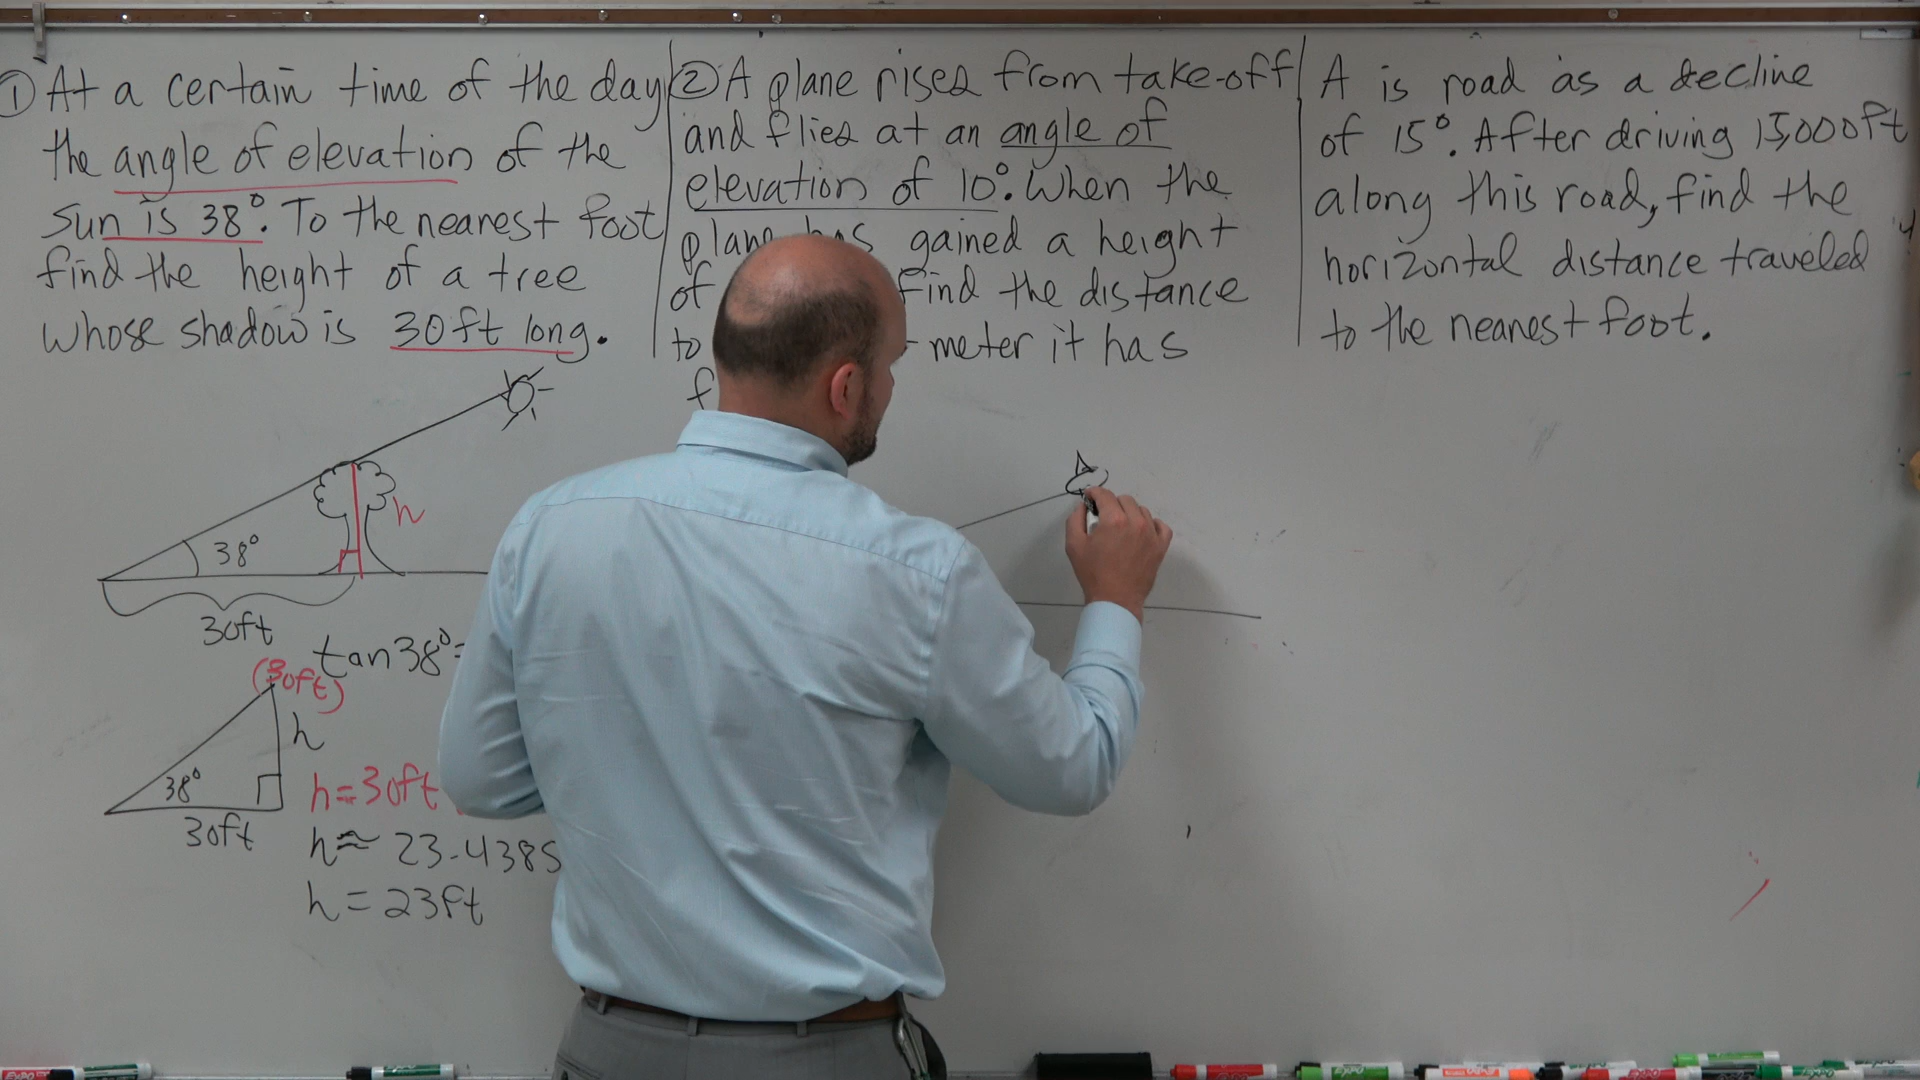 ① At a certain time of the day
the angle of elevation of the
sun is 38°. To the nearest foot
find the height of a tree
whose shadow is 30ft long.
h
38°
30ft
tan38°=
(30ft)
h
38°
30ft
h=30ft
h≈ 23.4385
h=23ft
② A plane rises from take-off
and flies at an angle of
elevation of 10°. When the
plane has gained a height
of find the distance
to meter it has
A is road as a decline
of 15°. After driving 15,000ft
along this road, find the
horizontal distance traveled
to the nearest foot.
EXPO